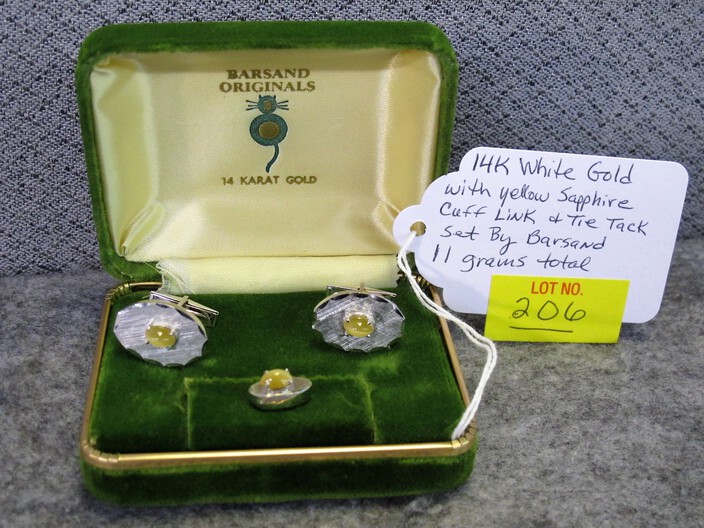 BARSAND
ORIGINALS
14 KARAT GOLD
14K White Gold
with yellow Sapphire
Cuff Link & Tie Tack
Set By Barsand
11 grams total
LOT NO.
206